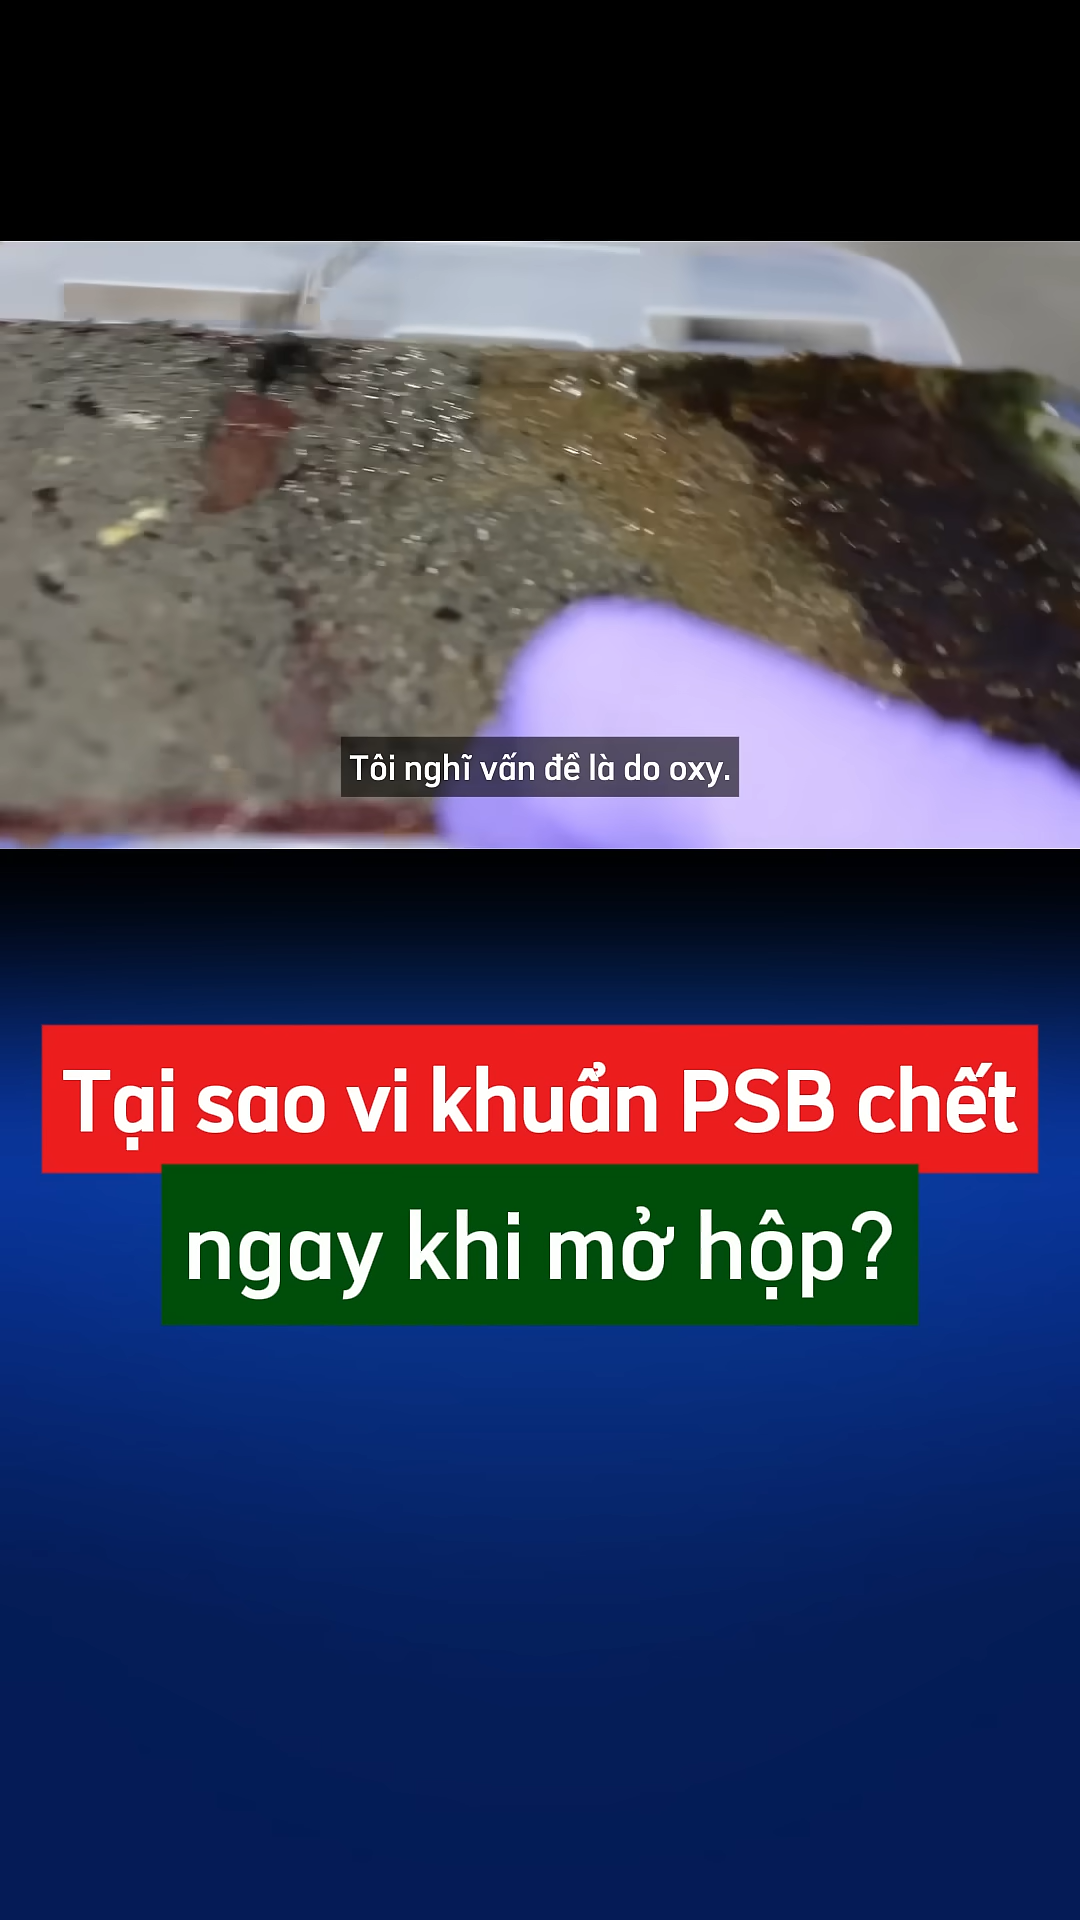 Tôi nghĩ vấn đề là do oxy.
Tại sao vi khuẩn PSB chết
ngay khi mở hộp?